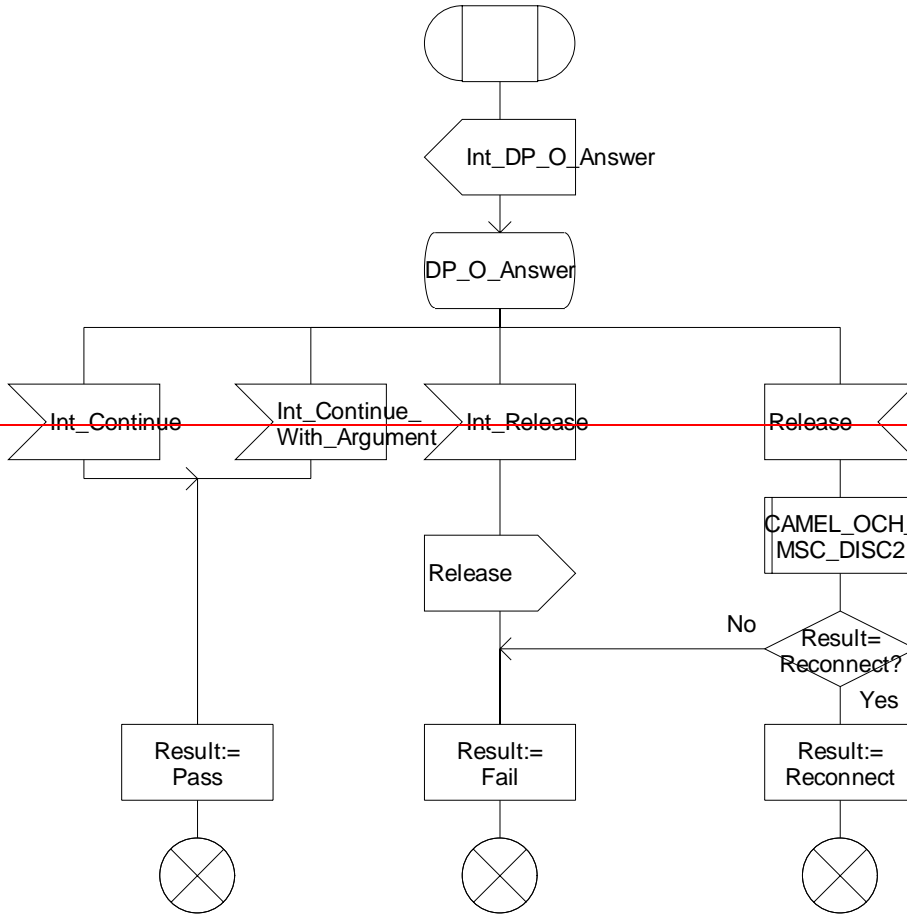 Int_DP_O_Answer
DP_O_Answer
Int_Continue
Int_Continue_
With_Argument
Int_Release
Release
CAMEL_OCH_
MSC_DISC2
Release
No
Result=
Reconnect?
Yes
Result:=
Pass
Result:=
Fail
Result:=
Reconnect